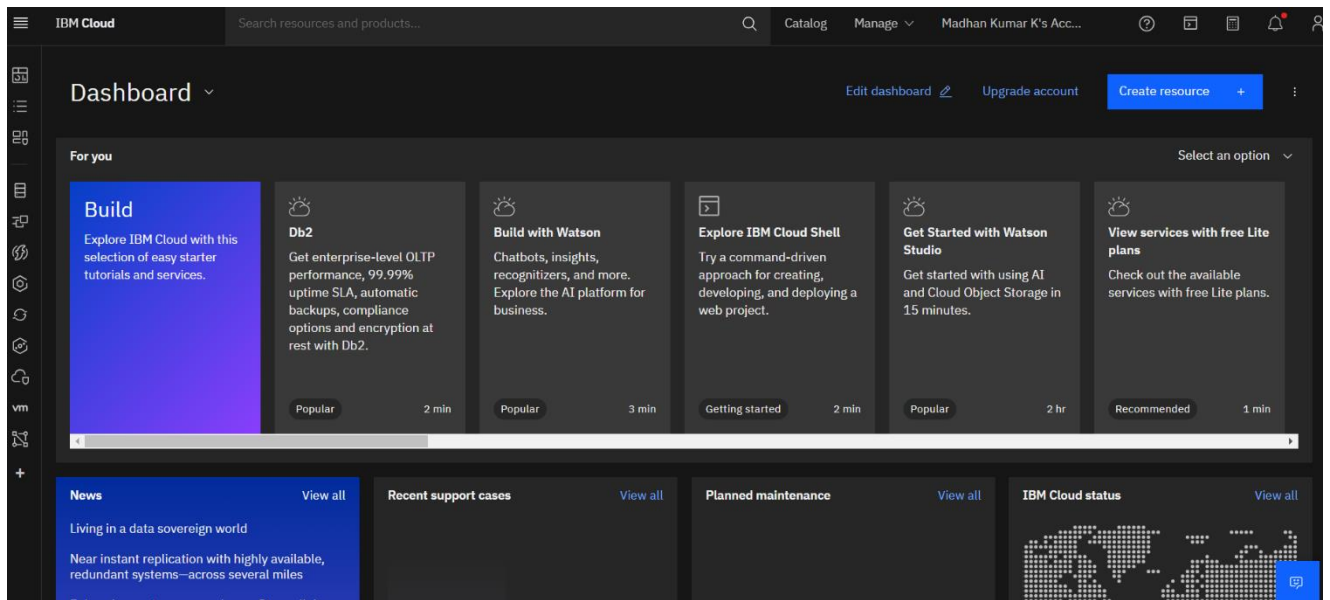 IBM Cloud
Search resources and products...
Catalog
Manage
Madhan Kumar K's Acc...
Dashboard
Edit dashboard
Upgrade account
Create resource +
For you
Select an option
Build
Explore IBM Cloud with this
selection of easy starter
tutorials and services.
Db2
Get enterprise-level OLTP
performance, 99.99%
uptime SLA, automatic
backups, compliance
options and encryption at
rest with Db2.
Popular
2 min
Build with Watson
Chatbots, insights,
recognitizers, and more.
Explore the AI platform for
business.
Popular
3 min
Explore IBM Cloud Shell
Try a command-driven
approach for creating,
developing, and deploying a
web project.
Getting started
2 min
Get Started with Watson
Studio
Get started with using AI
and Cloud Object Storage in
15 minutes.
Popular
2 hr
View services with free Lite
plans
Check out the available
services with free Lite plans.
Recommended
1 min
vm
News
View all
Living in a data sovereign world
Near instant replication with highly available,
redundant systems—across several miles
Recent support cases
View all
Planned maintenance
View all
IBM Cloud status
View all